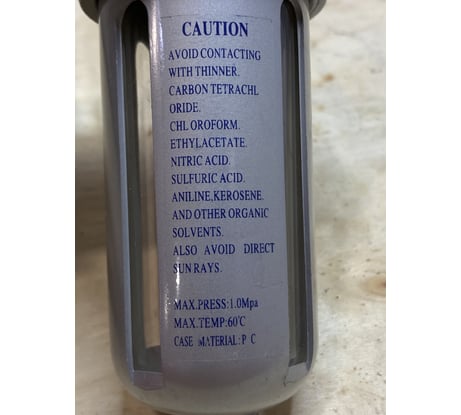 CAUTION
AVOID CONTACTING
WITH THINNER.
CARBON TETRACHL
ORIDE.
CHL OROFORM.
ETHYLACETATE.
NITRIC ACID.
SULFURIC ACID.
ANILINE,KEROSENE.
AND OTHER ORGANIC
SOLVENTS.
ALSO AVOID DIRECT
SUN RAYS.
MAX.PRESS:1.0Mpa
MAX.TEMP:60℃
CASE MATERIAL:P C